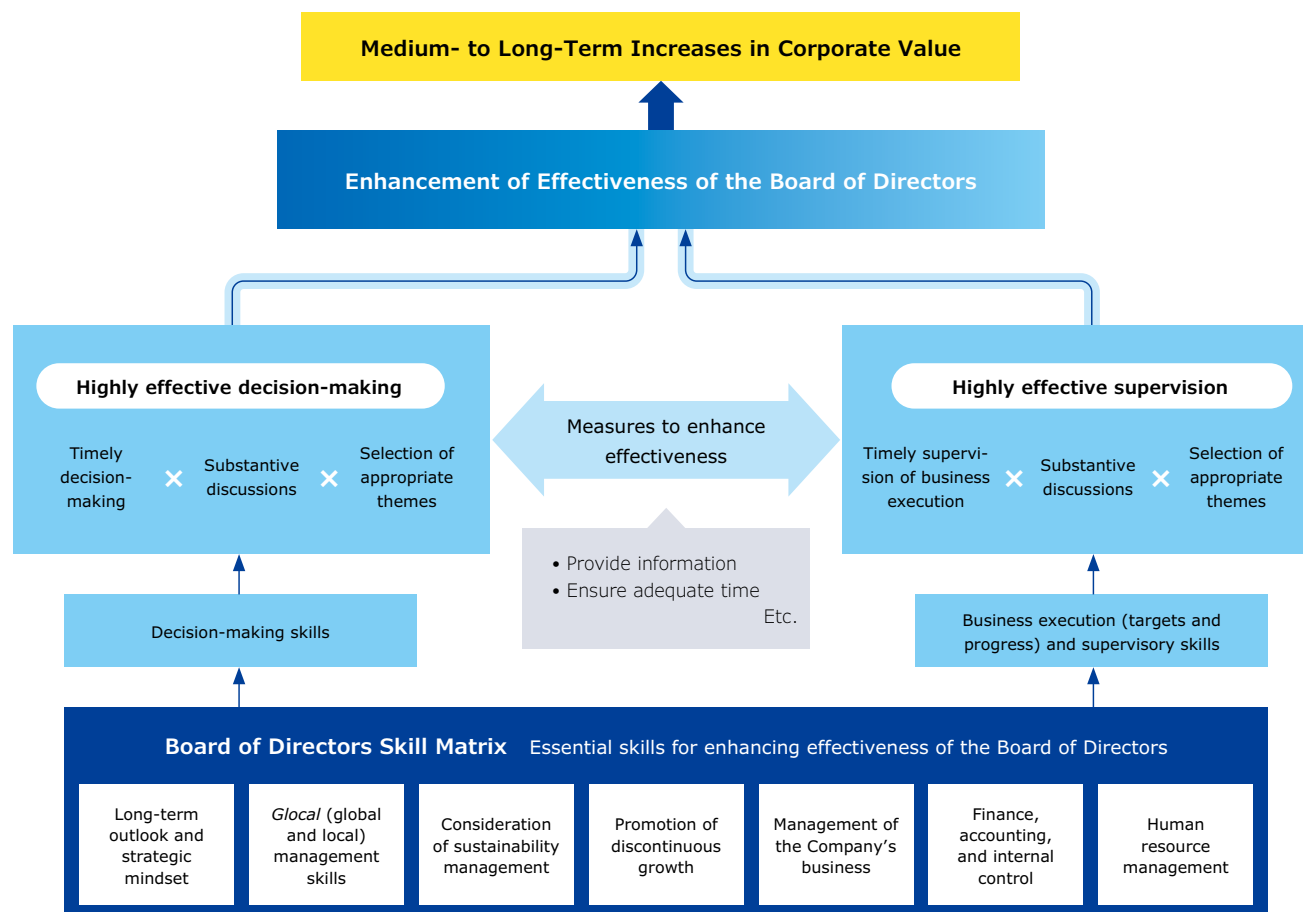 Medium- to Long-Term Increases in Corporate Value
Enhancement of Effectiveness of the Board of Directors
Highly effective decision-making
Timely
decision-
making
×
Substantive
discussions
×
Selection of
appropriate
themes
Measures to enhance
effectiveness
• Provide information
• Ensure adequate time
Etc.
Highly effective supervision
Timely supervi-
sion of business
execution
×
Substantive
discussions
×
Selection of
appropriate
themes
Decision-making skills
Business execution (targets and
progress) and supervisory skills
Board of Directors Skill Matrix Essential skills for enhancing effectiveness of the Board of Directors
Long-term
outlook and
strategic
mindset
Glocal (global
and local)
management
skills
Consideration
of sustainability
management
Promotion of
discontinuous
growth
Management of
the Company’s
business
Finance,
accounting,
and internal
control
Human
resource
management